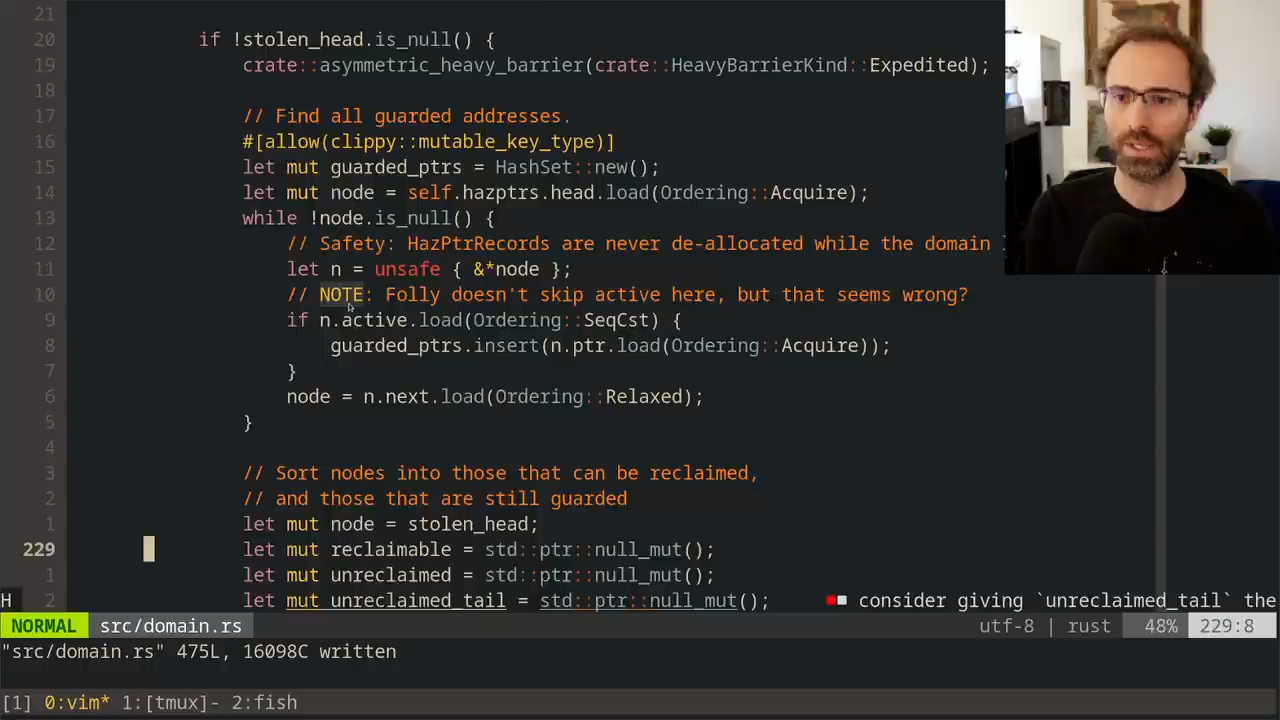 21
20 if !stolen_head.is_null() {
19 crate::asymmetric_heavy_barrier(crate::HeavyBarrierKind::Expedited);
18
17 // Find all guarded addresses.
16 #[allow(clippy::mutable_key_type)]
15 let mut guarded_ptrs = HashSet::new();
14 let mut node = self.hazptrs.head.load(Ordering::Acquire);
13 while !node.is_null() {
12 // Safety: HazPtrRecords are never de-allocated while the domain
11 let n = unsafe { &*node };
10 // NOTE: Folly doesn't skip active here, but that seems wrong?
9 if n.active.load(Ordering::SeqCst) {
8 guarded_ptrs.insert(n.ptr.load(Ordering::Acquire));
7 }
6 node = n.next.load(Ordering::Relaxed);
5 }
4
3 // Sort nodes into those that can be reclaimed,
2 // and those that are still guarded
1 let mut node = stolen_head;
229 let mut reclaimable = std::ptr::null_mut();
1 let mut unreclaimed = std::ptr::null_mut();
H 2 let mut unreclaimed_tail = std::ptr::null_mut(); consider giving `unreclaimed_tail` the
NORMAL src/domain.rs utf-8 | rust 48% 229:8
"src/domain.rs" 475L, 16098C written
[1] 0:vim* 1:[tmux]- 2:fish